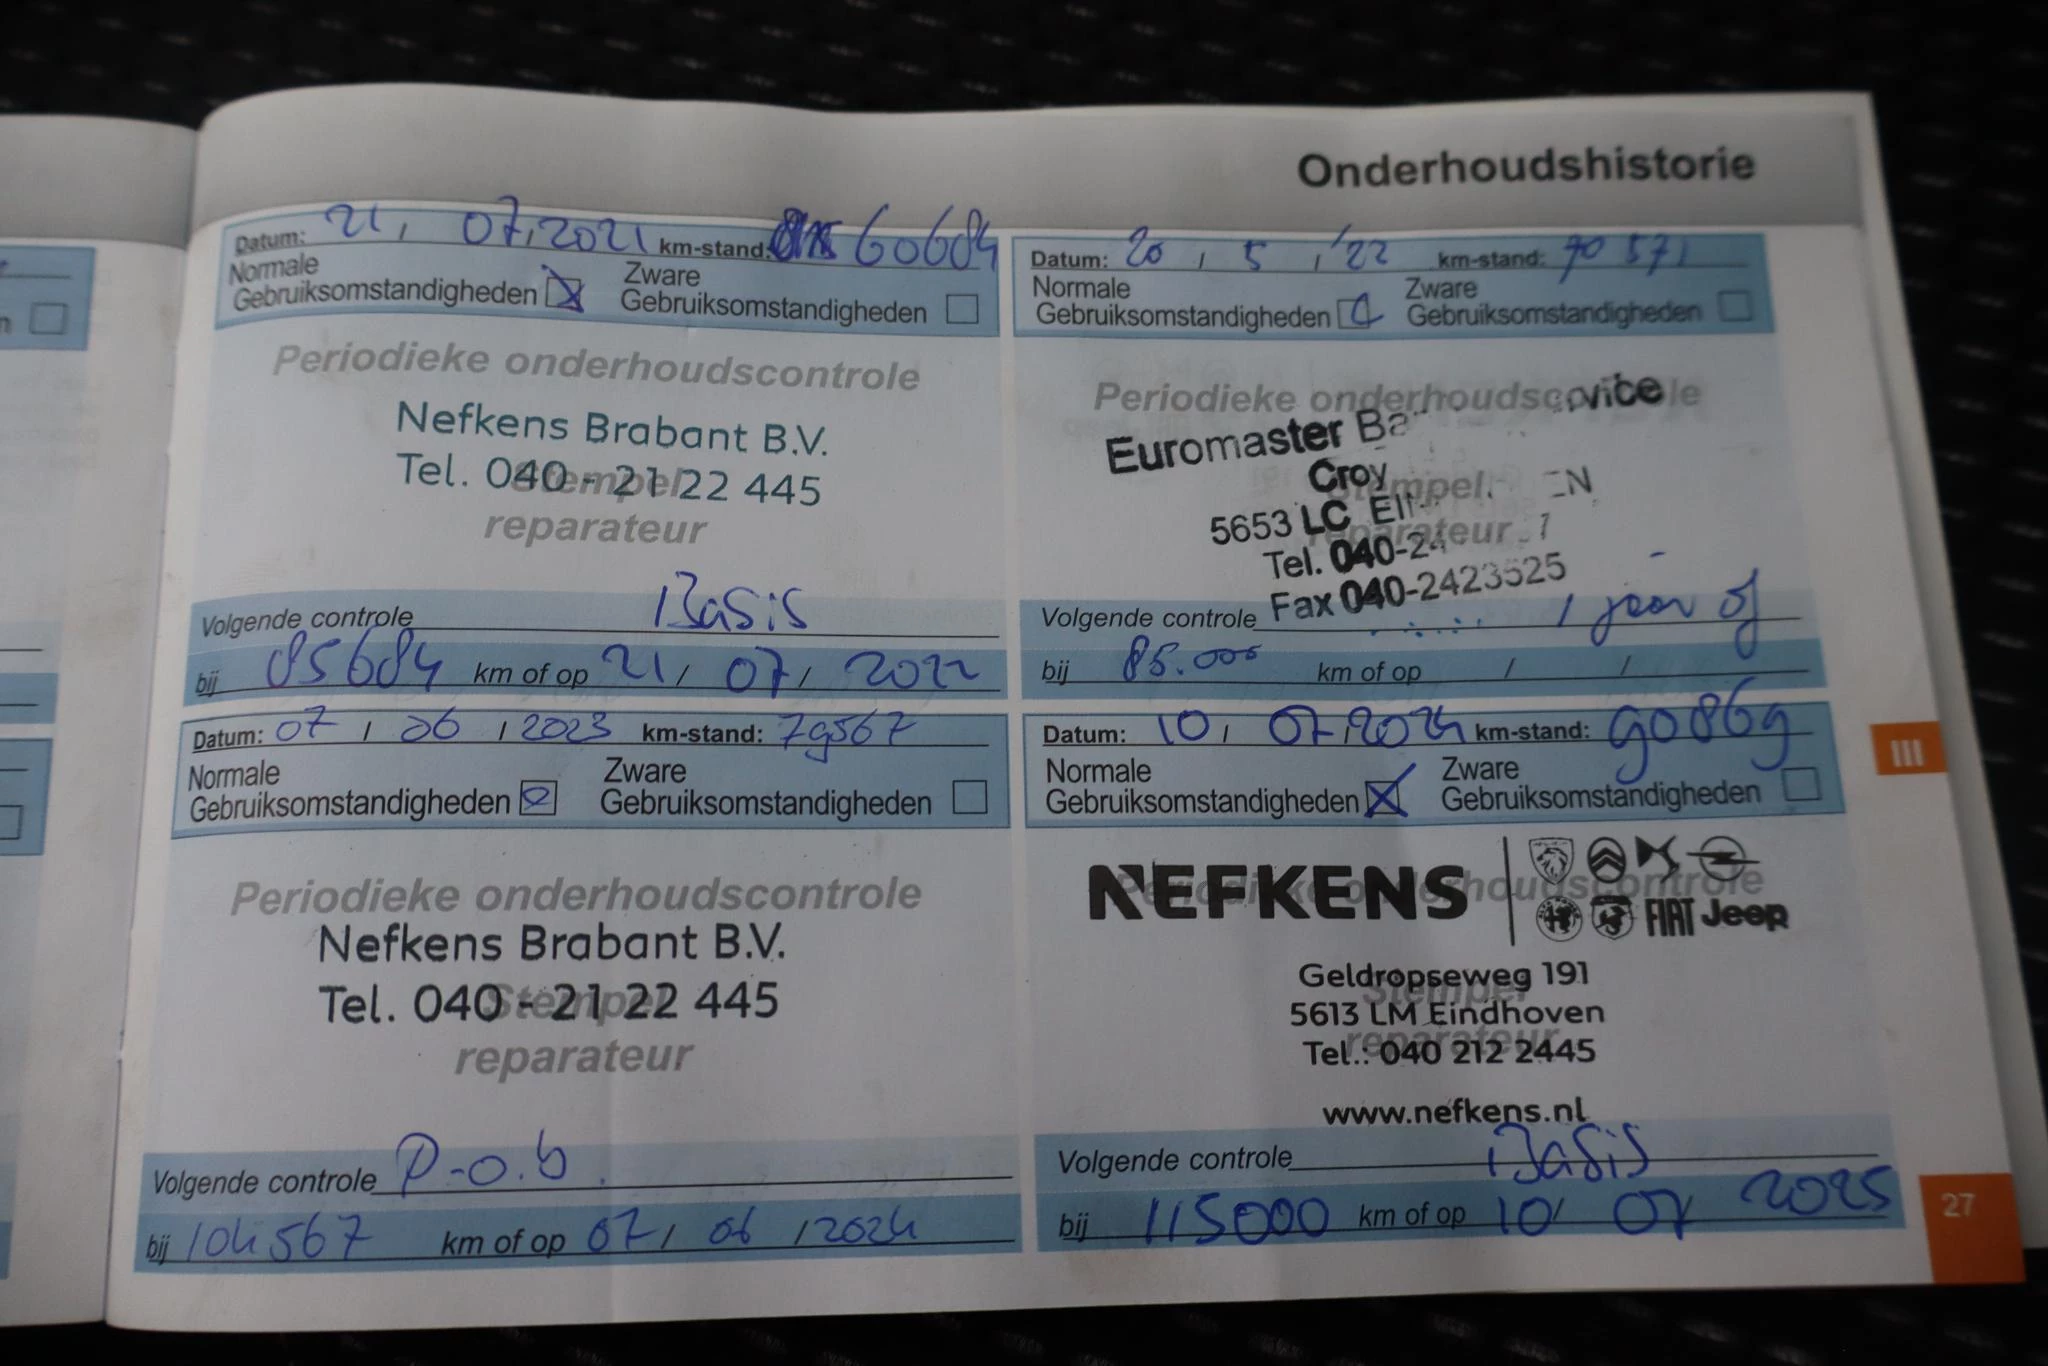 Onderhoudshistorie
Datum: 21, 07, 2021 km-stand: 60684
Normale
Gebruiksomstandigheden
Zware
Gebruiksomstandigheden
Periodieke onderhoudscontrole
Nefkens Brabant B.V.
Tel. 040 - 21 22 445
Stempel
reparateur
Volgende controle Basis
bij 85684 km of op 21 / 07 / 2022
Datum: 20 , 5 , '22 km-stand: 70571
Normale
Gebruiksomstandigheden
Zware
Gebruiksomstandigheden
Periodieke onderhoudscontrole
Euromaster
Croy
Stempel
5653 LC
reparateur
Tel. 040-24
Fax 040-2423525
Volgende controle 1 jaar of
bij 85.000 km of op / /
Datum: 07 / 06 / 2023 km-stand: 79567
Normale
Gebruiksomstandigheden
Zware
Gebruiksomstandigheden
Periodieke onderhoudscontrole
Nefkens Brabant B.V.
Tel. 040 - 21 22 445
Stempel
reparateur
Volgende controle P-o.b.
bij 104567 km of op 07 / 06 / 2024
Datum: 10, 07, 2024 km-stand: 90869
Normale
Gebruiksomstandigheden
Zware
Gebruiksomstandigheden
Periodieke onderhoudscontrole
NEFKENS
FIAT Jeep
Geldropseweg 191
Stempel
5613 LM Eindhoven
reparateur
Tel.: 040 212 2445
www.nefkens.nl
Volgende controle Basis
bij 115000 km of op 10 / 07 / 2025
III
27